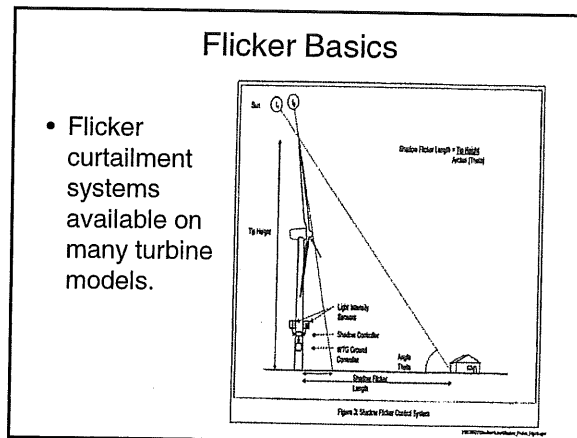 Flicker Basics
• Flicker
curtailment
systems
available on
many turbine
models.
Sun
Shadow Flicker Length = Tip Height
Arctan (Theta)
Tip Height
Light Intensity
Sensors
Shadow Controller
WTG Ground
Controller
Angle
Theta
Shadow Flicker
Length
Figure 3: Shadow Flicker Control System